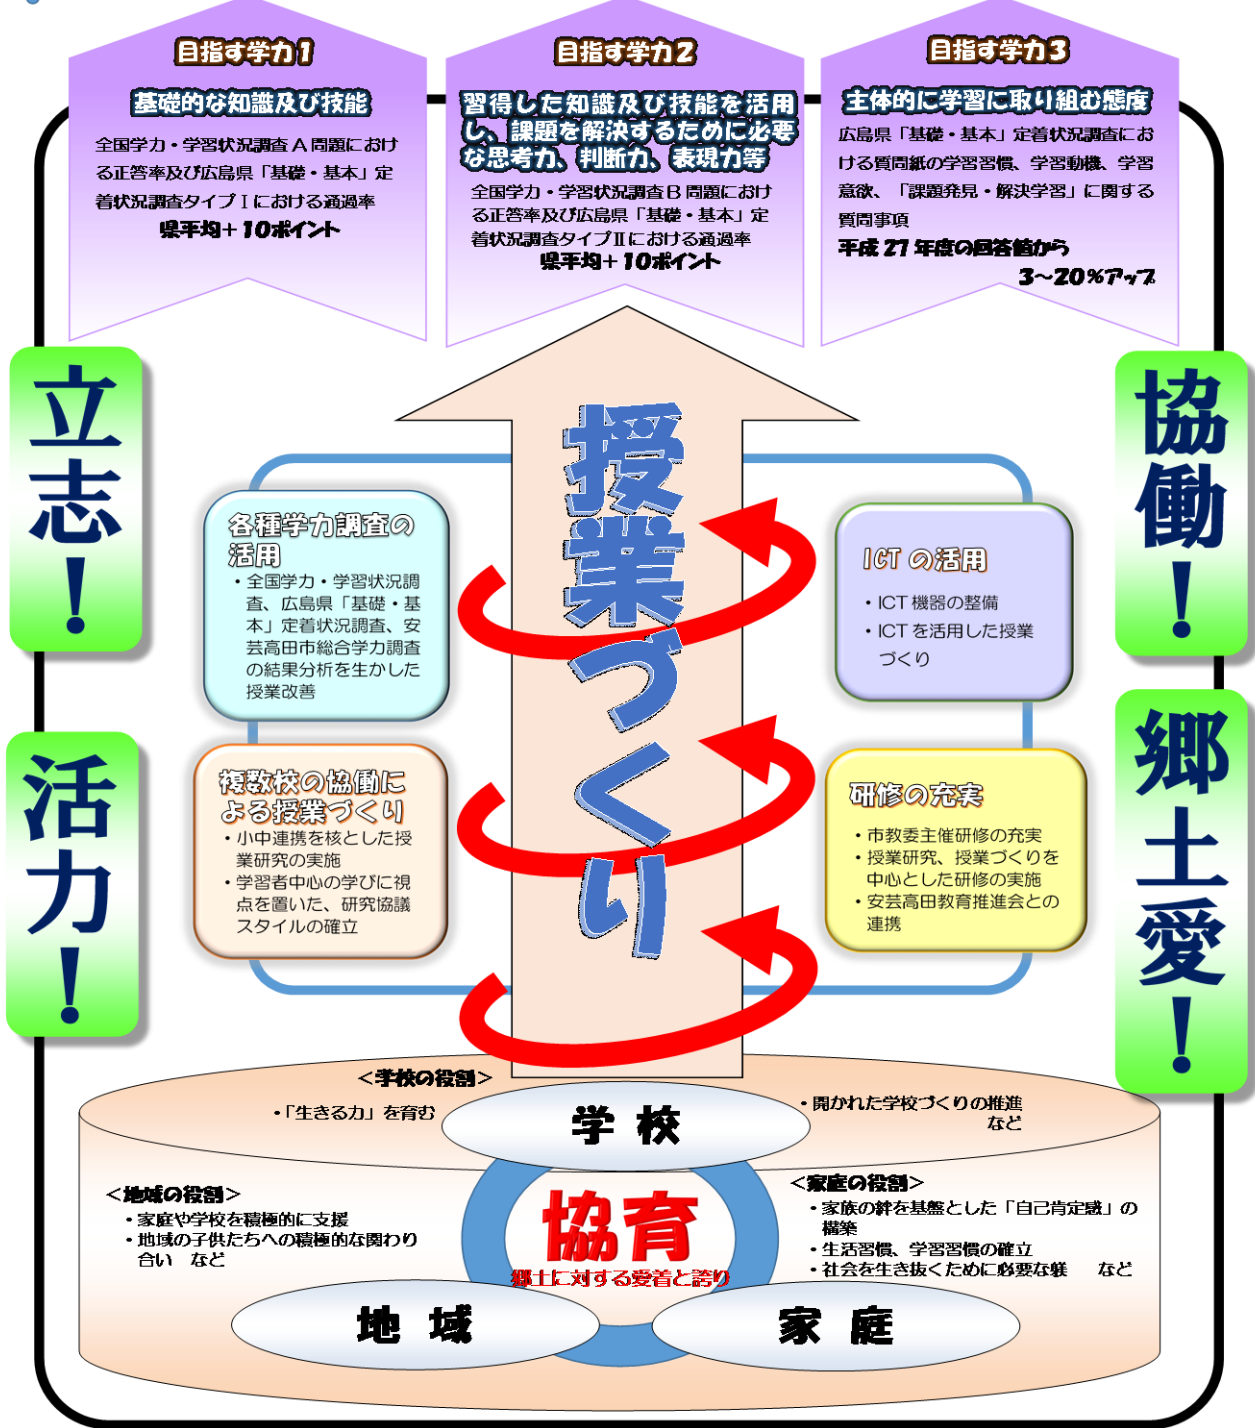 目指す学力1
基礎的な知識及び技能
全国学力・学習状況調査A問題におけ
る正答率及び広島県「基礎・基本」定
着状況調査タイプⅠにおける通過率
県平均+10ポイント
目指す学力2
習得した知識及び技能を活用
し、課題を解決するために必要
な思考力、判断力、表現力等
全国学力・学習状況調査B問題におけ
る正答率及び広島県「基礎・基本」定
着状況調査タイプⅡにおける通過率
県平均+10ポイント
目指す学力3
主体的に学習に取り組む態度
広島県「基礎・基本」定着状況調査にお
ける質問紙の学習習慣、学習動機、学習
意欲、「課題発見・解決学習」に関する
質問事項
平成27年度の回答値から
3~20%アップ
立志!
活力!
協働!
郷土愛!
授業づくり
各種学力調査の
活用
・全国学力・学習状況調
査、広島県「基礎・基
本」定着状況調査、安
芸高田市総合学力調査
の結果分析を生かした
授業改善
ICTの活用
・ICT機器の整備
・ICTを活用した授業
づくり
複数校の協働に
よる授業づくり
・小中連携を核とした授
業研究の実施
・学習者中心の学びに視
点を置いた、研究協議
スタイルの確立
研修の充実
・市教委主催研修の充実
・授業研究、授業づくりを
中心とした研修の実施
・安芸高田教育推進会との
連携
<学校の役割>
・「生きる力」を育む
・開かれた学校づくりの推進
など
学校
<地域の役割>
・家庭や学校を積極的に支援
・地域の子供たちへの積極的な関わり
合い など
<家庭の役割>
・家族の絆を基盤とした「自己肯定感」の
構築
・生活習慣、学習習慣の確立
・社会を生き抜くために必要な躾 など
協育
郷土に対する愛着と誇り
地域
家庭